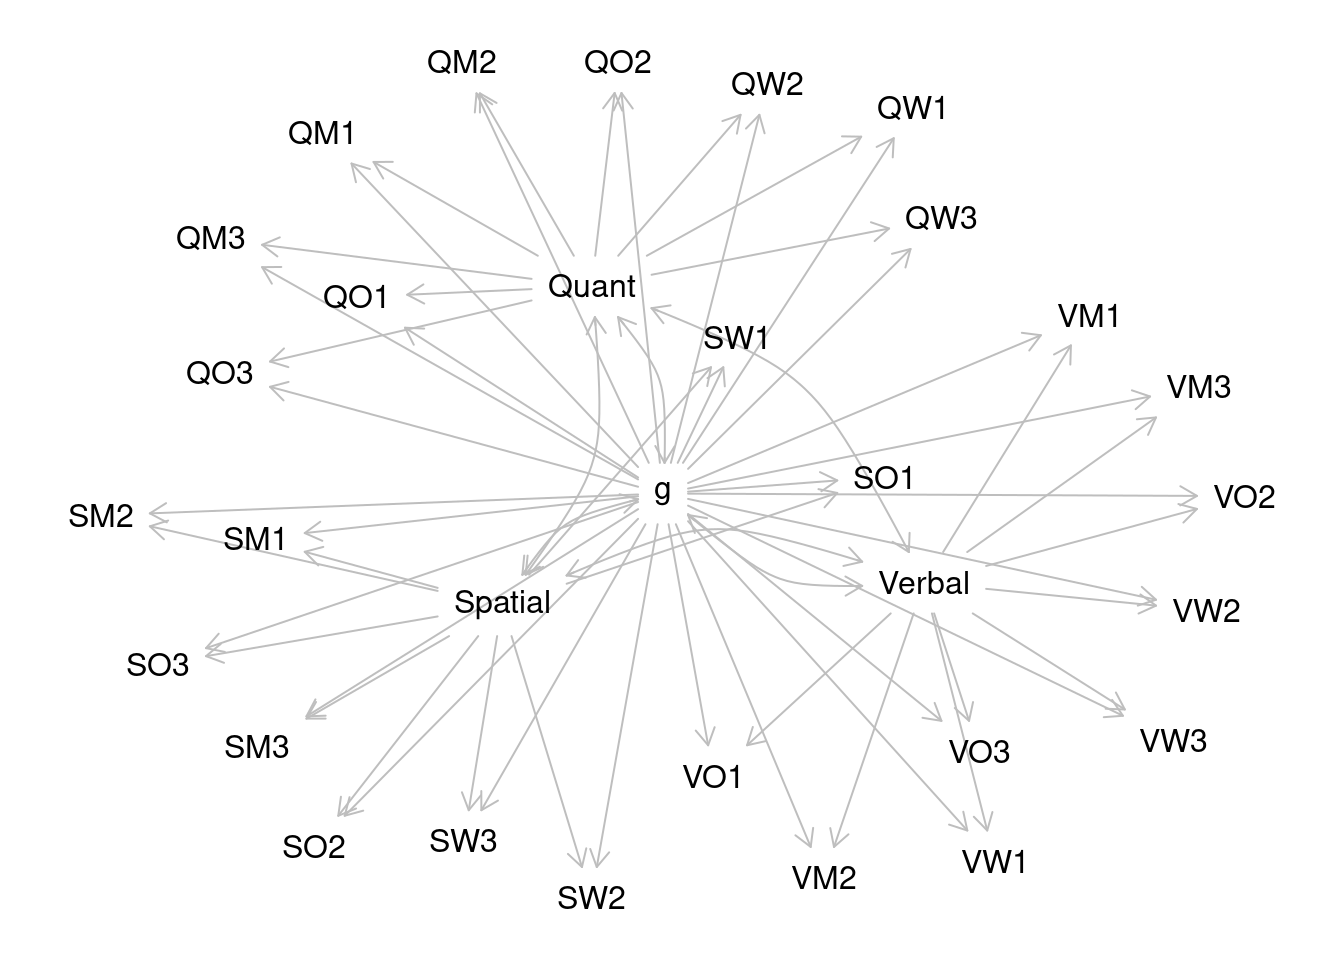 QM2
QO2
QW2
QW1
QM1
QW3
QM3
Quant
QO1
VM1
SW1
QO3
VM3
SO1
g
VO2
SM2
SM1
Verbal
Spatial
VW2
SO3
VW3
SM3
VO3
VO1
SW3
SO2
VW1
VM2
SW2